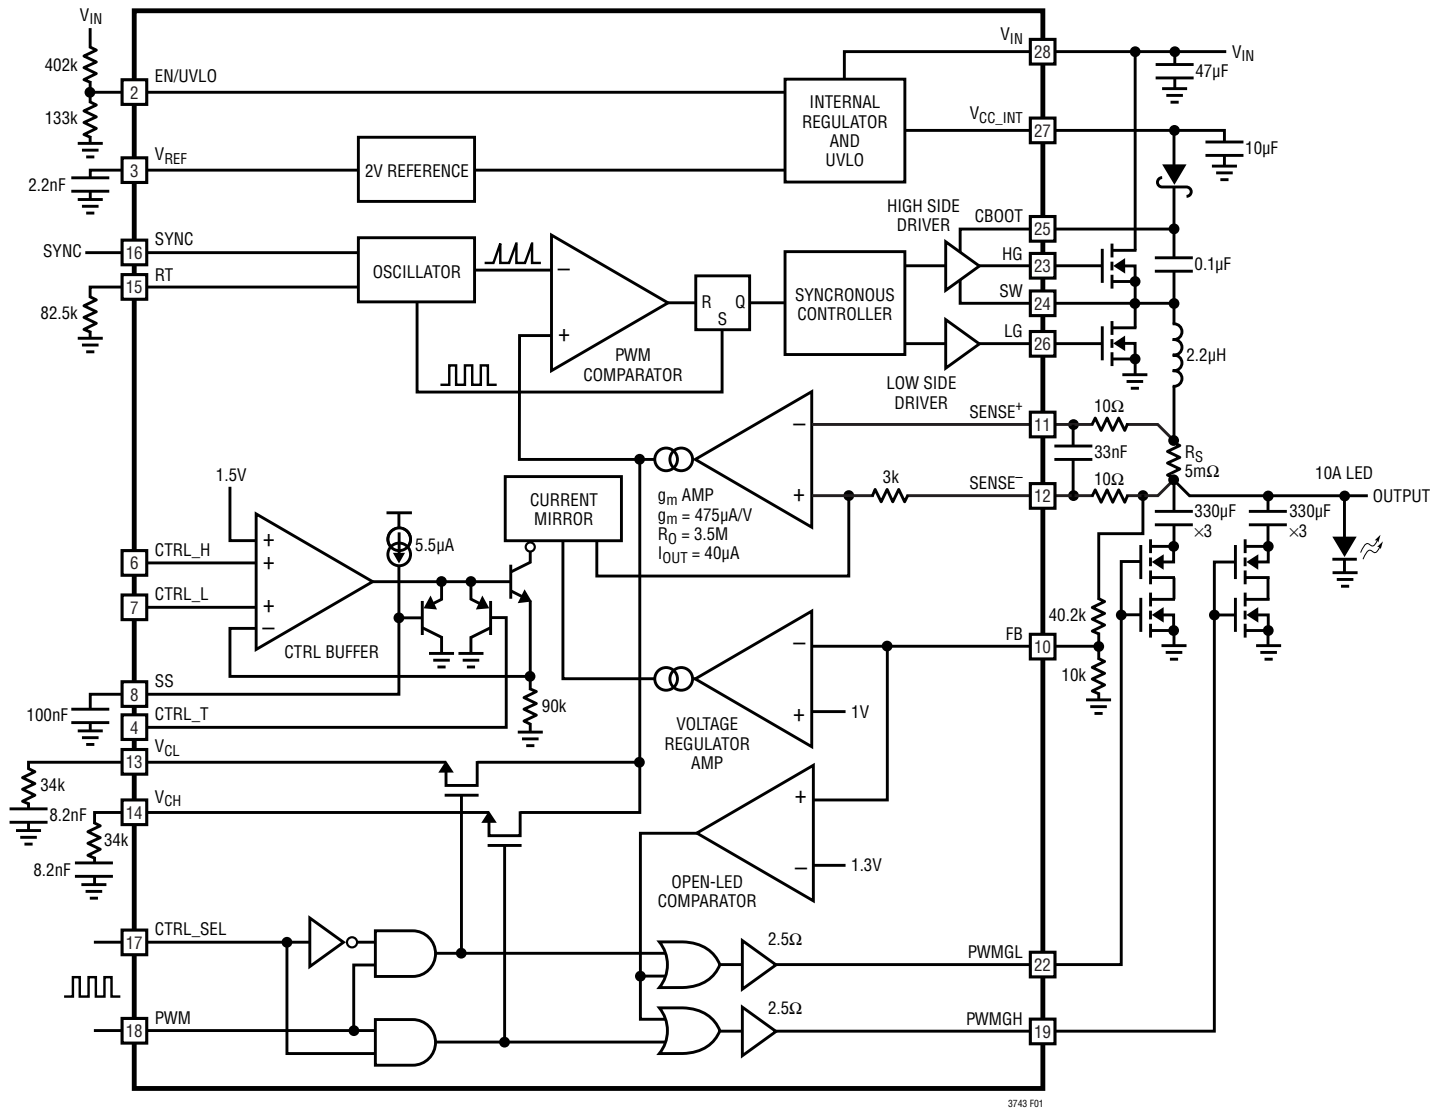 VIN
402k
133k
2
EN/UVLO
3
VREF
2.2nF
2V REFERENCE
INTERNAL
REGULATOR
AND
UVLO
VIN
28
VIN
47µF
VCC_INT
27
10µF
SYNC
16
SYNC
15
RT
82.5k
OSCILLATOR
–
+
PWM
COMPARATOR
R
S
Q
SYNCRONOUS
CONTROLLER
HIGH SIDE
DRIVER
LOW SIDE
DRIVER
CBOOT
25
HG
23
SW
24
LG
26
0.1µF
2.2µH
SENSE+
11
10Ω
33nF
RS
5mΩ
SENSE–
12
10Ω
3k
–
+
gm AMP
gm = 475µA/V
RO = 3.5M
IOUT = 40µA
10A LED
OUTPUT
330µF
×3
330µF
×3
CURRENT
MIRROR
1.5V
5.5µA
6
CTRL_H
7
CTRL_L
+
+
+
–
CTRL BUFFER
90k
8
SS
100nF
4
CTRL_T
13
VCL
34k
8.2nF
14
VCH
34k
8.2nF
FB
10
40.2k
10k
–
+
1V
VOLTAGE
REGULATOR
AMP
+
–
1.3V
OPEN-LED
COMPARATOR
17
CTRL_SEL
18
PWM
2.5Ω
PWMGL
22
2.5Ω
PWMGH
19
3743 F01